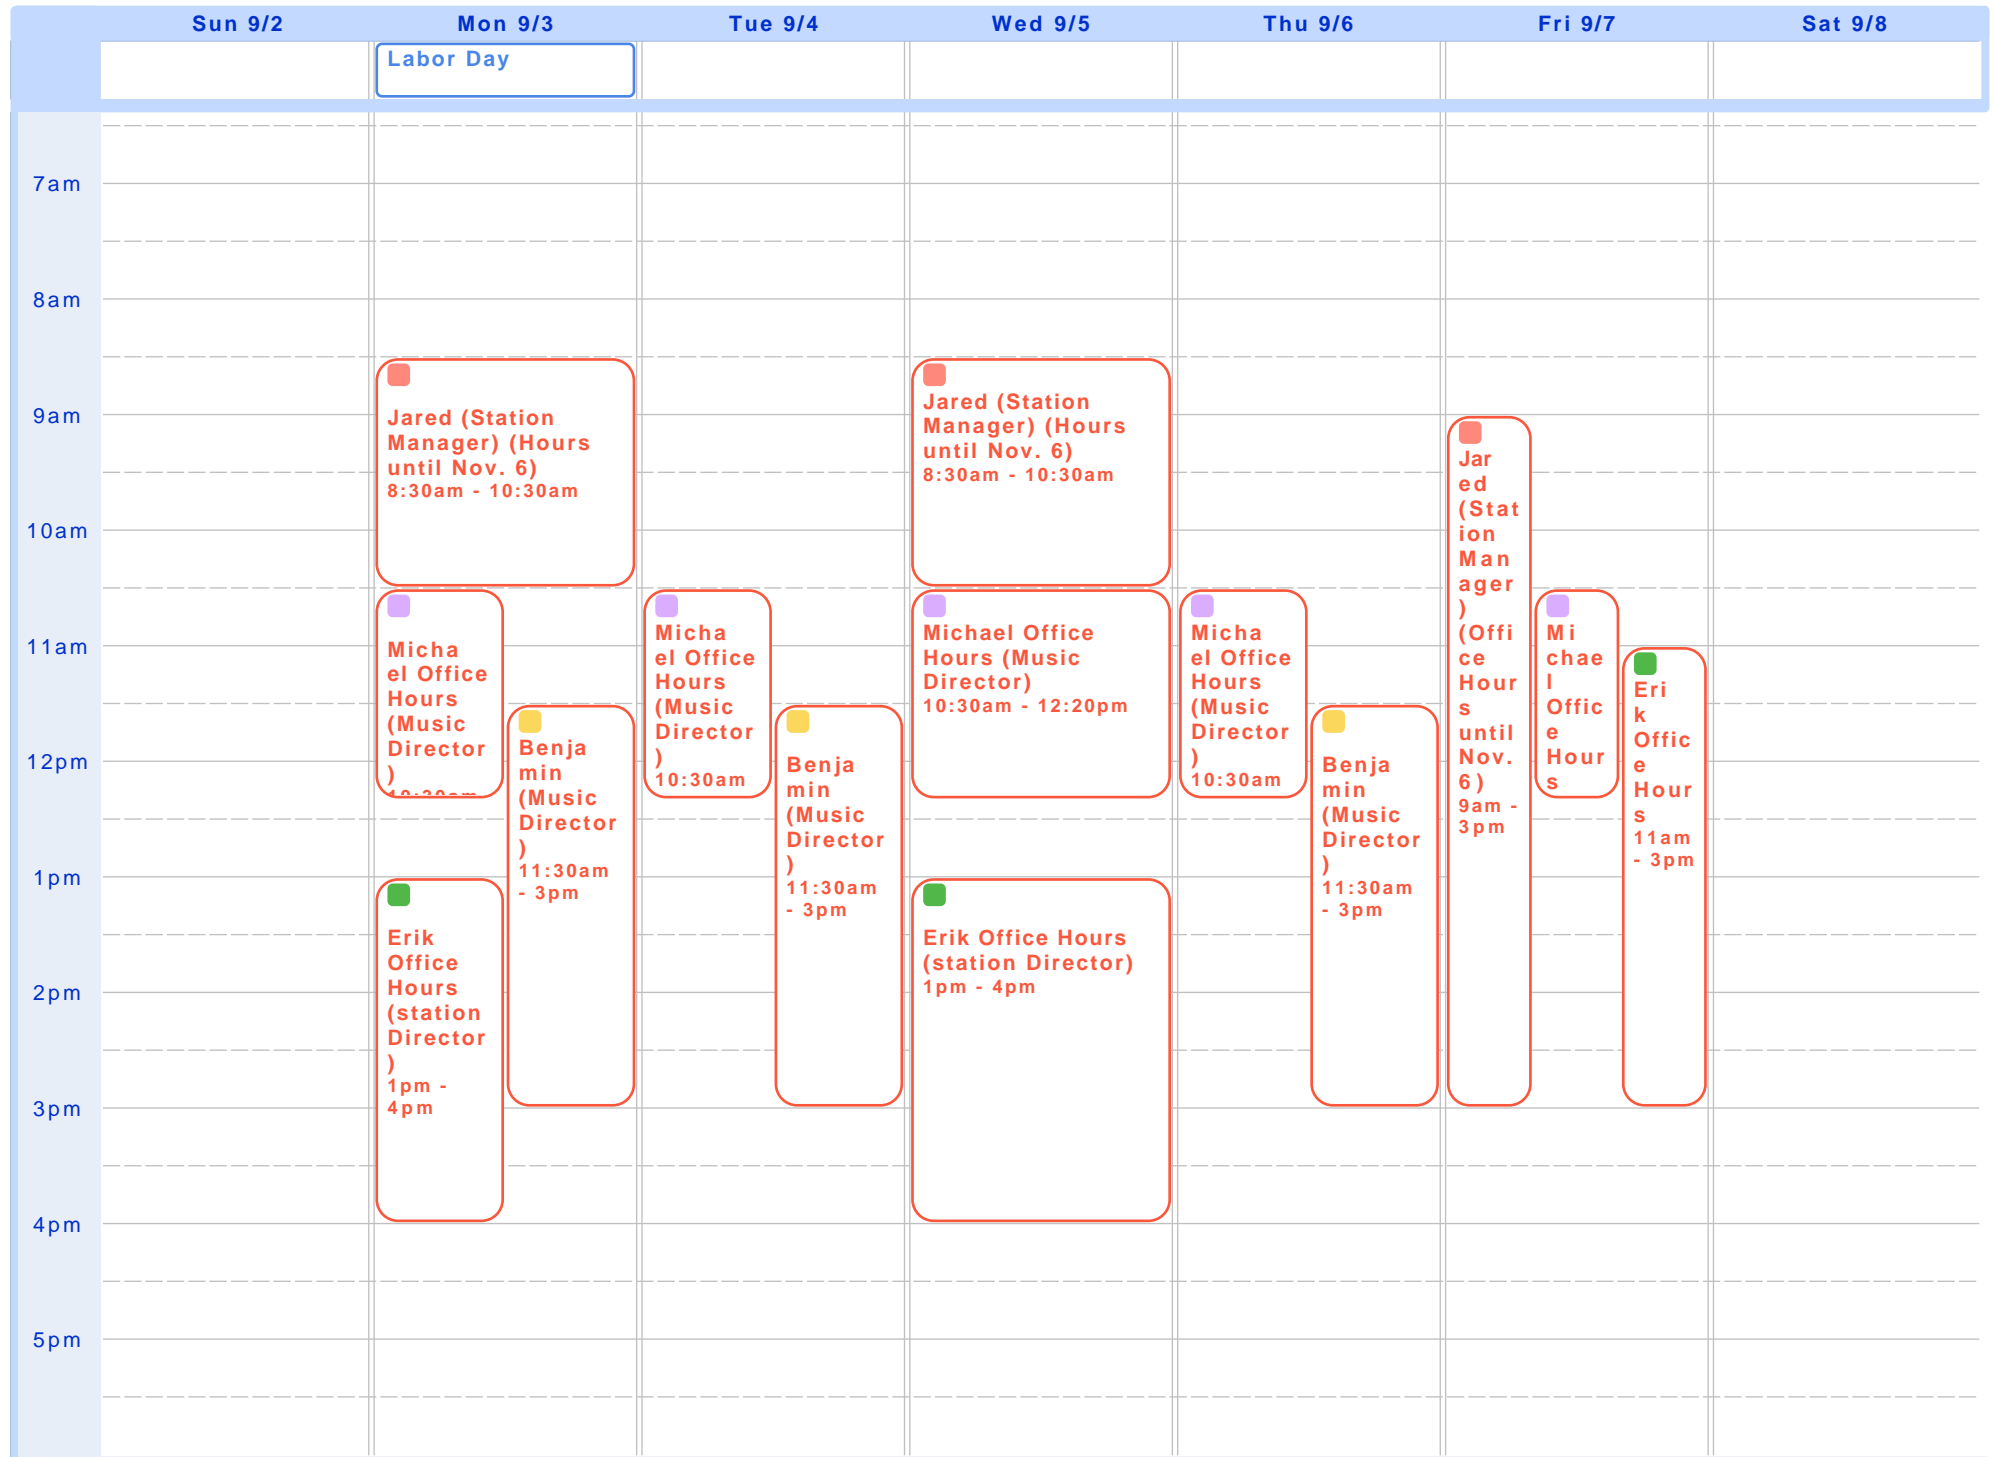 Sun 9/2
Mon 9/3
Tue 9/4
Wed 9/5
Thu 9/6
Fri 9/7
Sat 9/8
Labor Day
7am
8am
9am
10am
11am
12pm
1pm
2pm
3pm
4pm
5pm
Jared (Station
Manager) (Hours
until Nov. 6)
8:30am - 10:30am
Micha
el Office
Hours
(Music
Director
)
10:30am
Benja
min
(Music
Director
)
11:30am
- 3pm
Erik
Office
Hours
(station
Director
)
1pm -
4pm
Micha
el Office
Hours
(Music
Director
)
10:30am
Benja
min
(Music
Director
)
11:30am
- 3pm
Jared (Station
Manager) (Hours
until Nov. 6)
8:30am - 10:30am
Michael Office
Hours (Music
Director)
10:30am - 12:20pm
Erik Office Hours
(station Director)
1pm - 4pm
Micha
el Office
Hours
(Music
Director
)
10:30am
Benja
min
(Music
Director
)
11:30am
- 3pm
Jar
ed
(Stat
ion
Man
ager
)
(Offi
ce
Hour
s
until
Nov.
6)
9am -
3pm
Mi
chae
l
Offic
e
Hour
s
Eri
k
Offic
e
Hour
s
11am
- 3pm